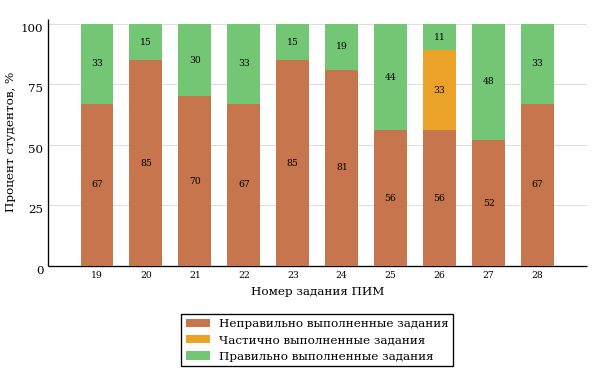 Процент студентов, %
100
75
50
25
0
33 15 30 33 15 19 44 11 48 33
33
67 85 70 67 85 81 56 56 52 67
19 20 21 22 23 24 25 26 27 28
Номер задания ПИМ
Неправильно выполненные задания
Частично выполненные задания
Правильно выполненные задания